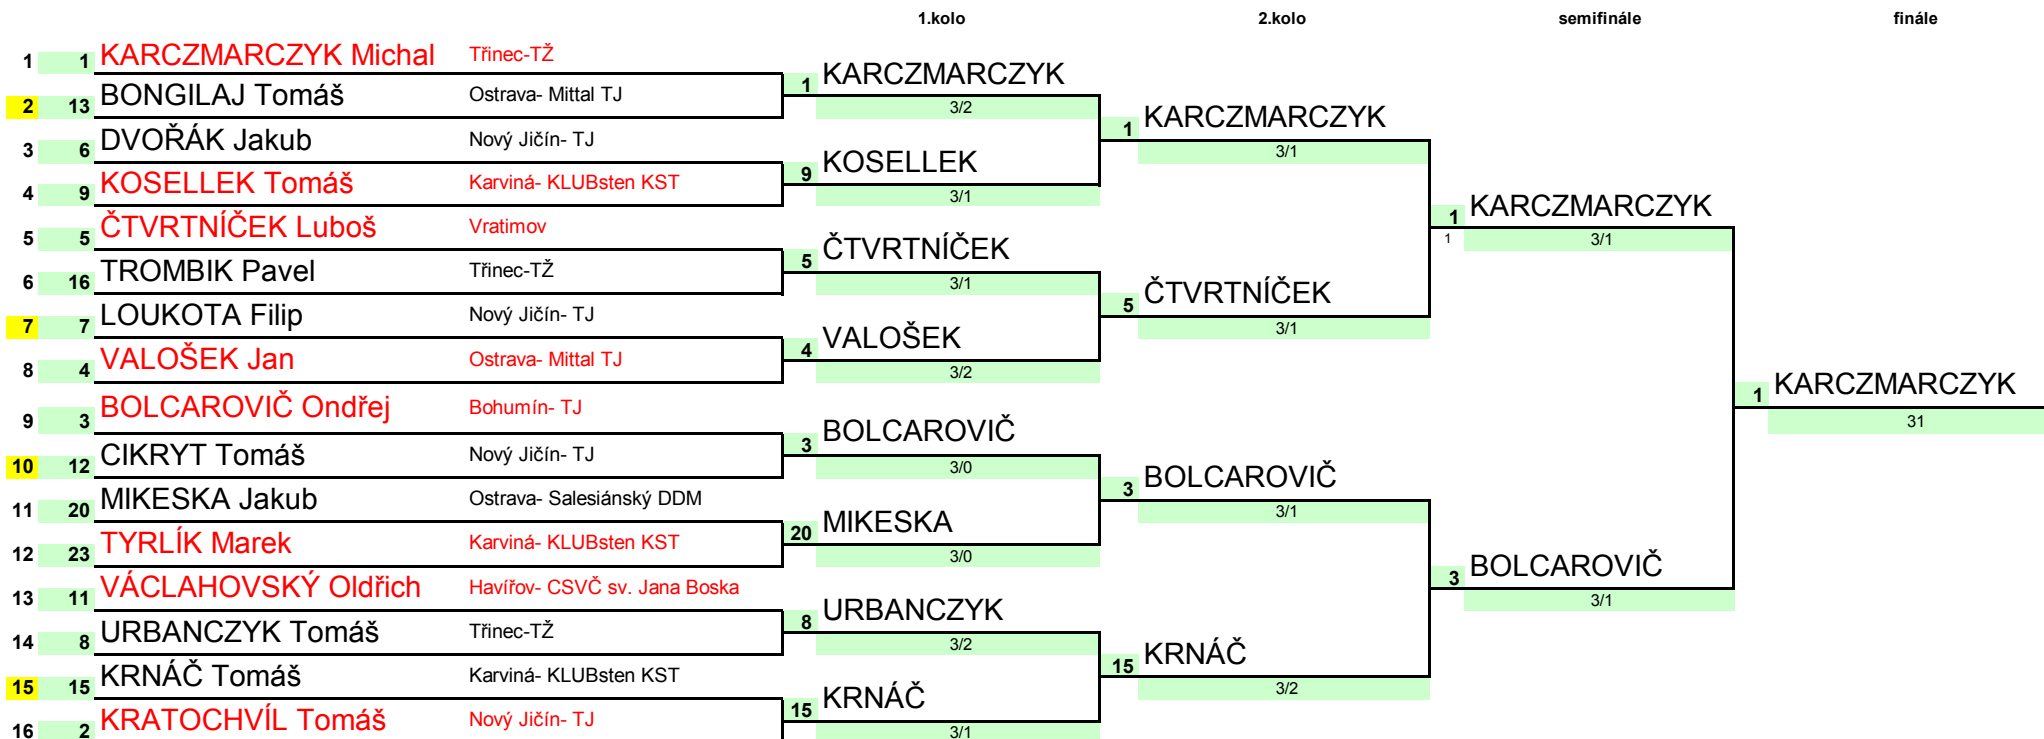 1.kolo 2.kolo semifinále finále
1 1 KARCZMARCZYK Michal Třinec-TŽ
1 KARCZMARCZYK
2 13 BONGILAJ Tomáš Ostrava- Mittal TJ
3/2
1 KARCZMARCZYK
3 6 DVOŘÁK Jakub Nový Jičín- TJ
3/1
9 KOSELLEK
4 9 KOSELLEK Tomáš Karviná- KLUBsten KST
3/1
1 KARCZMARCZYK
5 5 ČTVRTNÍČEK Luboš Vratimov
1 3/1
5 ČTVRTNÍČEK
6 16 TROMBIK Pavel Třinec-TŽ
3/1
5 ČTVRTNÍČEK
7 7 LOUKOTA Filip Nový Jičín- TJ
3/1
4 VALOŠEK
8 4 VALOŠEK Jan Ostrava- Mittal TJ
3/2
1 KARCZMARCZYK
9 3 BOLCAROVIČ Ondřej Bohumín- TJ
31
3 BOLCAROVIČ
10 12 CIKRYT Tomáš Nový Jičín- TJ
3/0
3 BOLCAROVIČ
11 20 MIKESKA Jakub Ostrava- Salesiánský DDM
3/1
20 MIKESKA
12 23 TYRLÍK Marek Karviná- KLUBsten KST
3/0
3 BOLCAROVIČ
13 11 VÁCLAHOVSKÝ Oldřich Havířov- CSVČ sv. Jana Boska
3/1
8 URBANCZYK
14 8 URBANCZYK Tomáš Třinec-TŽ
3/2
15 KRNÁČ
15 15 KRNÁČ Tomáš Karviná- KLUBsten KST
3/2
15 KRNÁČ
16 2 KRATOCHVÍL Tomáš Nový Jičín- TJ
3/1